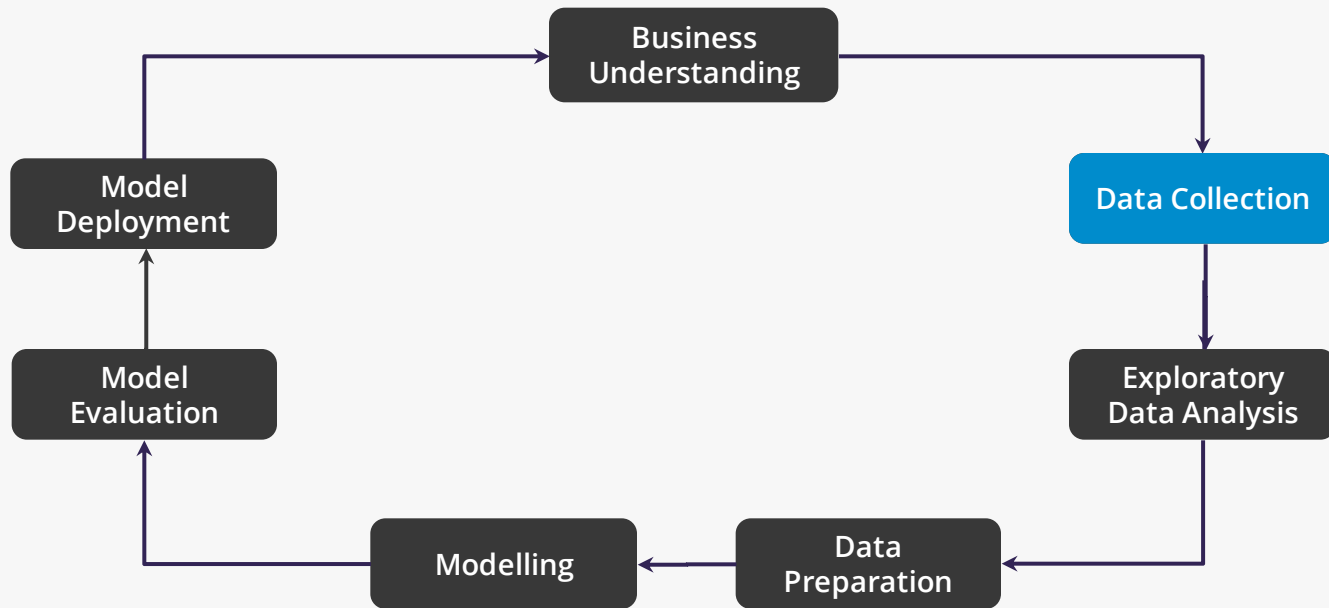 Business
Understanding
Data Collection
Exploratory
Data Analysis
Data
Preparation
Modelling
Model
Evaluation
Model
Deployment